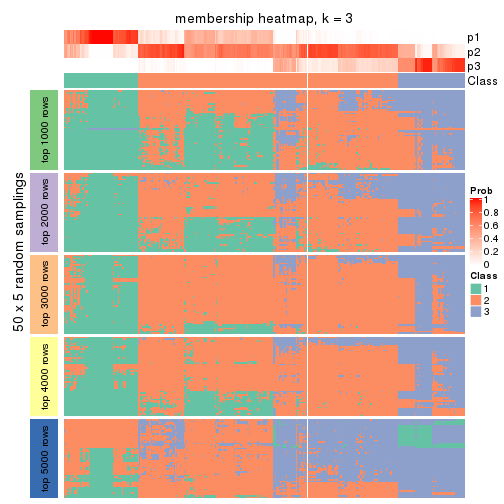 membership heatmap, k = 3
p1
p2
p3
Class
50 x 5 random samplings
top 1000 rows
top 2000 rows
top 3000 rows
top 4000 rows
top 5000 rows
Prob
1
0.8
0.6
0.4
0.2
0
Class
1
2
3